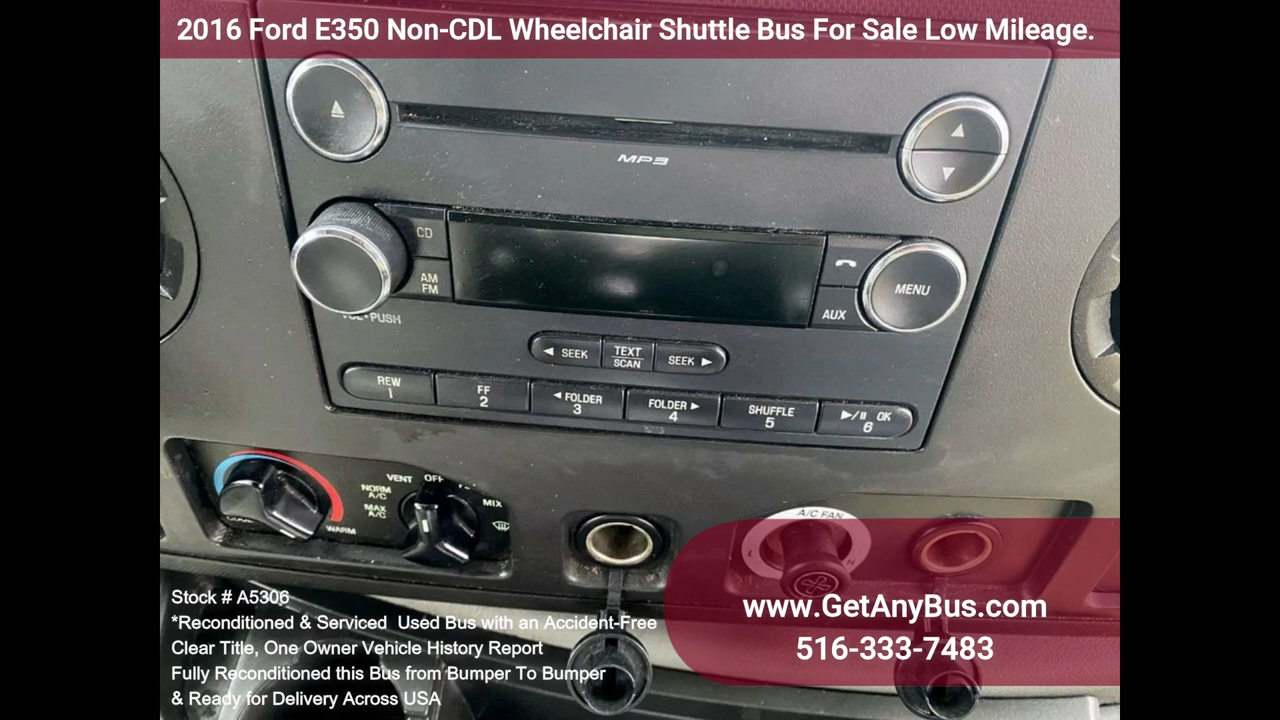 2016 Ford E350 Non-CDL Wheelchair Shuttle Bus For Sale Low Mileage.
MP3
CD
AM
FM
MENU
AUX
VOL•PUSH
◄ SEEK
TEXT
SCAN
SEEK ►
REW
1
FF
2
◄ FOLDER
3
FOLDER ►
4
SHUFFLE
5
►/II OK
6
VENT
OFF
NORM
A/C
MIX
MAX
A/C
WARM
A/C FAN
L
H
Stock # A5306
*Reconditioned & Serviced Used Bus with an Accident-Free
Clear Title, One Owner Vehicle History Report
Fully Reconditioned this Bus from Bumper To Bumper
& Ready for Delivery Across USA
www.GetAnyBus.com
516-333-7483